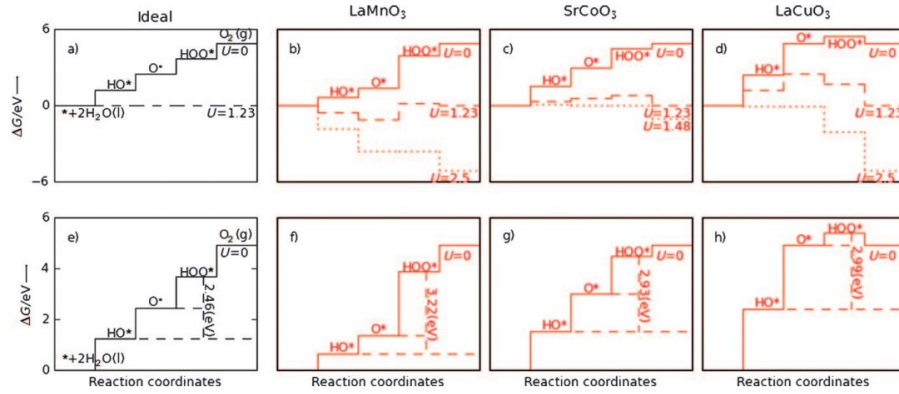 Ideal
LaMnO₃
SrCoO₃
LaCuO₃
ΔG/eV→
6
0
−6
a)
*+2H₂O(l)
HO*
O*
HOO*
O₂(g)
U=0
U=1.23
b)
HO*
O*
HOO*
U=0
U=1.23
U=2.5
c)
HO*
O*
HOO*
U=0
U=1.23
U=1.48
d)
HO*
O*
HOO*
U=0
U=1.23
U=2.5
ΔG/eV→
6
4
2
0
e)
*+2H₂O(l)
HO*
O*
HOO*
O₂(g)
U=0
2.46(eV)
f)
HO*
O*
HOO*
U=0
3.22(eV)
g)
HO*
O*
HOO*
U=0
2.93(eV)
h)
HO*
O*
HOO*
U=0
2.99(eV)
Reaction coordinates
Reaction coordinates
Reaction coordinates
Reaction coordinates